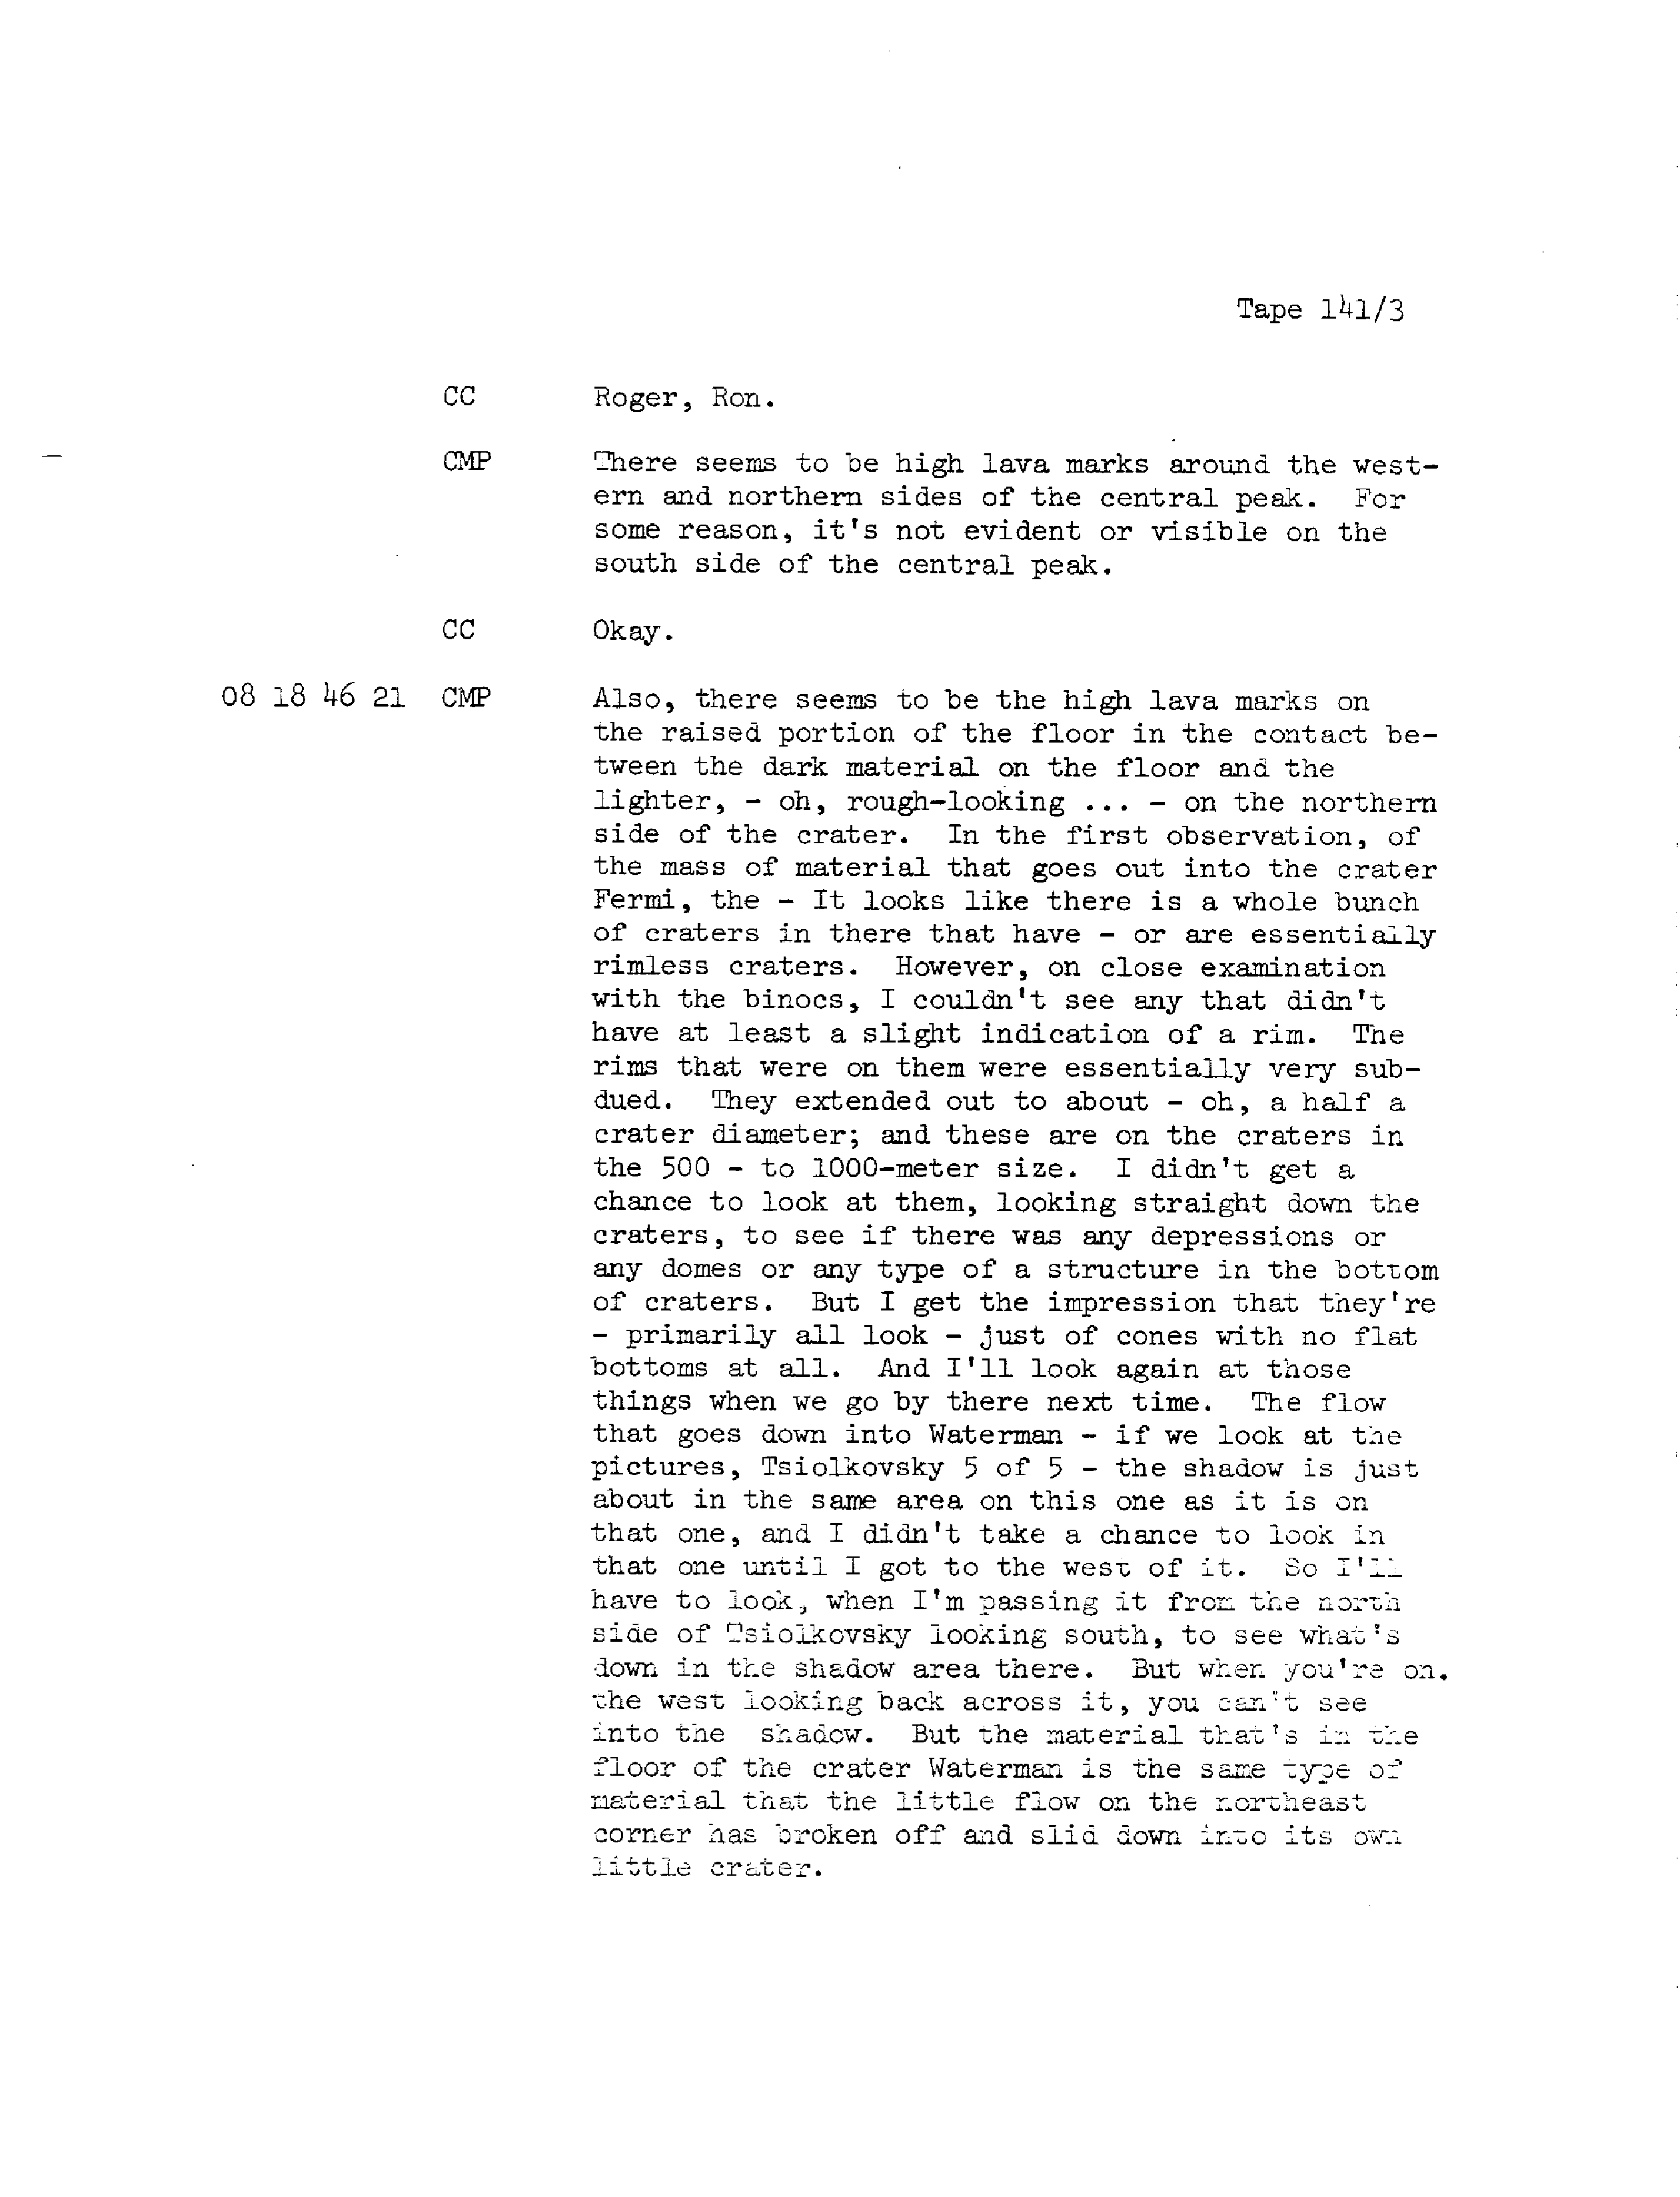 Tape 141/3
CC Roger, Ron.
CMP There seems to be high lava marks around the west-
ern and northern sides of the central peak. For
some reason, it's not evident or visible on the
south side of the central peak.
CC Okay.
08 18 46 21 CMP Also, there seems to be the high lava marks on
the raised portion of the floor in the contact be-
tween the dark material on the floor and the
lighter, - oh, rough-looking ... - on the northern
side of the crater. In the first observation, of
the mass of material that goes out into the crater
Fermi, the - It looks like there is a whole bunch
of craters in there that have - or are essentially
rimless craters. However, on close examination
with the binocs, I couldn't see any that didn't
have at least a slight indication of a rim. The
rims that were on them were essentially very sub-
dued. They extended out to about - oh, a half a
crater diameter; and these are on the craters in
the 500 - to 1000-meter size. I didn't get a
chance to look at them, looking straight down the
craters, to see if there was any depressions or
any domes or any type of a structure in the bottom
of craters. But I get the impression that they're
- primarily all look - just of cones with no flat
bottoms at all. And I'll look again at those
things when we go by there next time. The flow
that goes down into Waterman - if we look at the
pictures, Tsiolkovsky 5 of 5 - the shadow is just
about in the same area on this one as it is on
that one, and I didn't take a chance to look in
that one until I got to the west of it. So I'll
have to look, when I'm passing it from the north
side of Tsiolkovsky looking south, to see what's
down in the shadow area there. But when you're on.
the west looking back across it, you can't see
into the shadow. But the material that's in the
floor of the crater Waterman is the same type of
material that the little flow on the northeast
corner has broken off and slid down into its own
little crater.